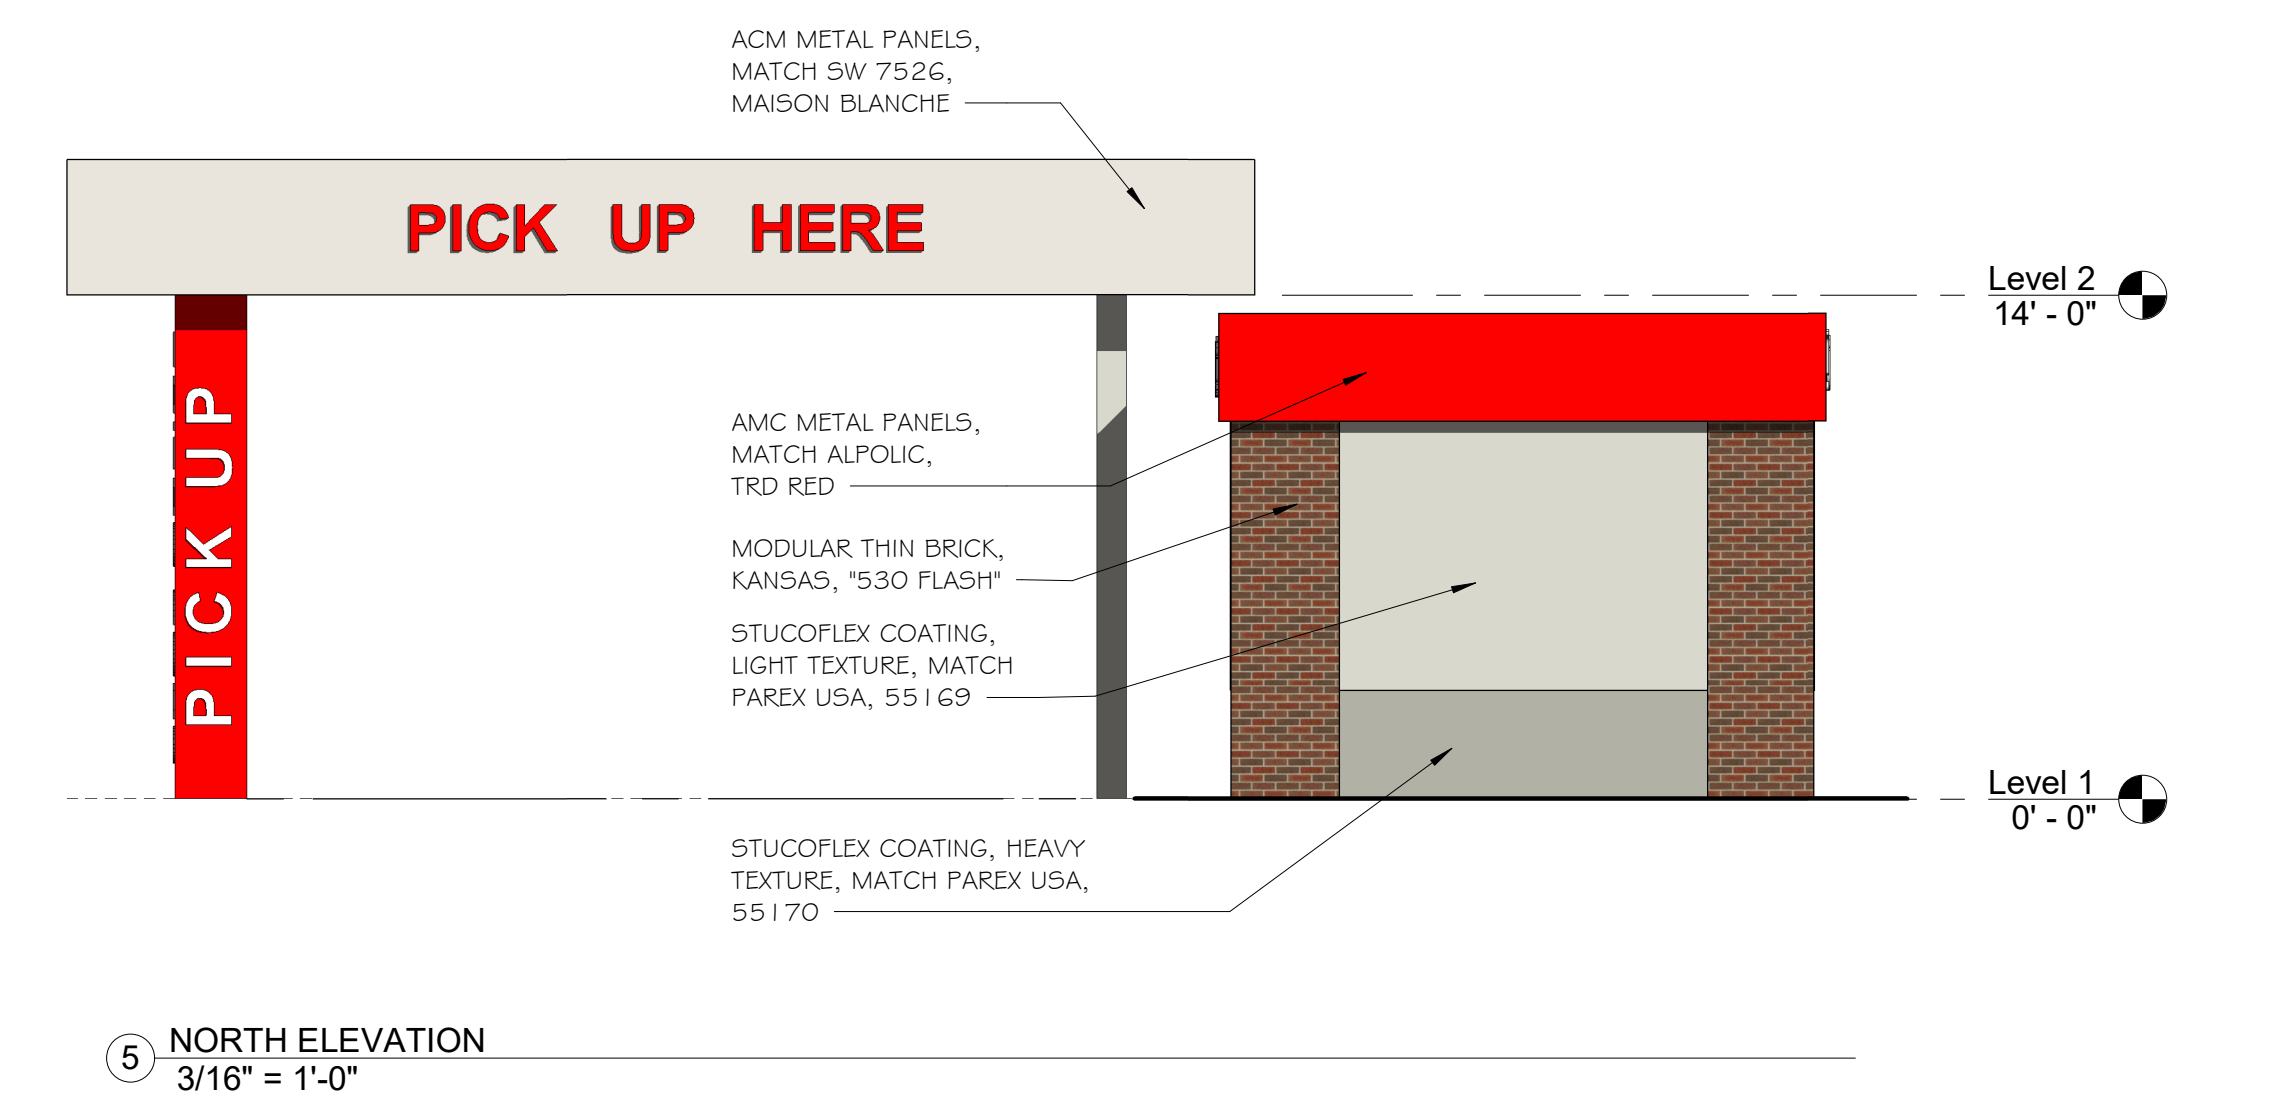 ACM METAL PANELS,
MATCH SW 7526,
MAISON BLANCHE
PICK UP HERE
Level 2
14' - 0"
PICK UP
AMC METAL PANELS,
MATCH ALPOLIC,
TRD RED
MODULAR THIN BRICK,
KANSAS, "530 FLASH"
STUCOFLEX COATING,
LIGHT TEXTURE, MATCH
PAREX USA, 55169
Level 1
0' - 0"
STUCOFLEX COATING, HEAVY
TEXTURE, MATCH PAREX USA,
55170
5
NORTH ELEVATION
3/16" = 1'-0"